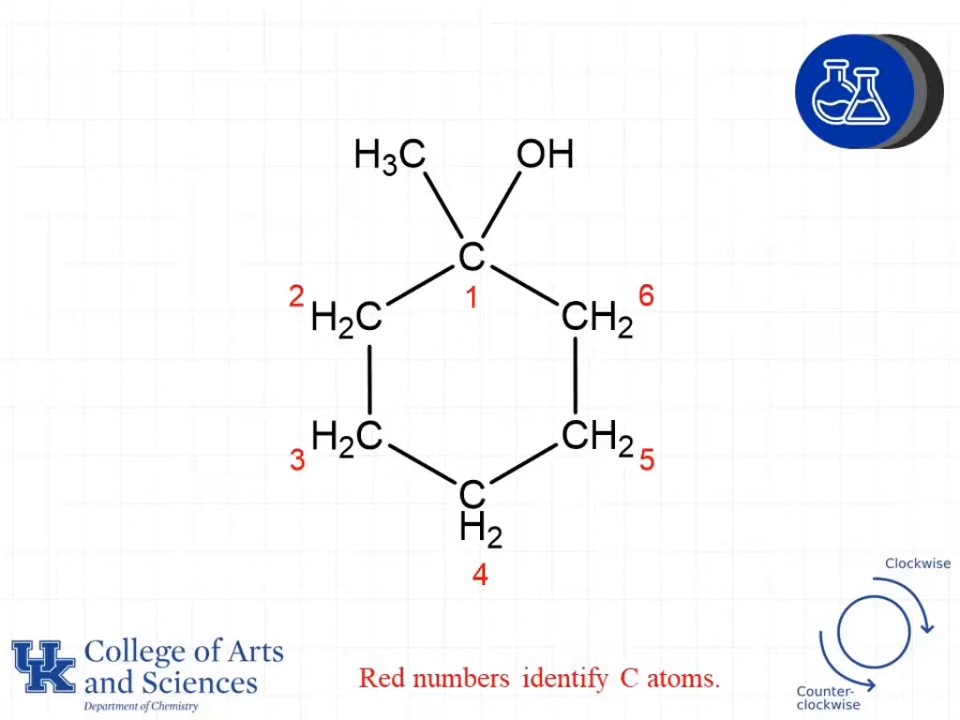 H3C OH
C
2 H2C 1 CH2 6
3 H2C CH2 5
C
H2
4
Clockwise
Counter-
clockwise
UK College of Arts
and Sciences
Department of Chemistry
Red numbers identify C atoms.